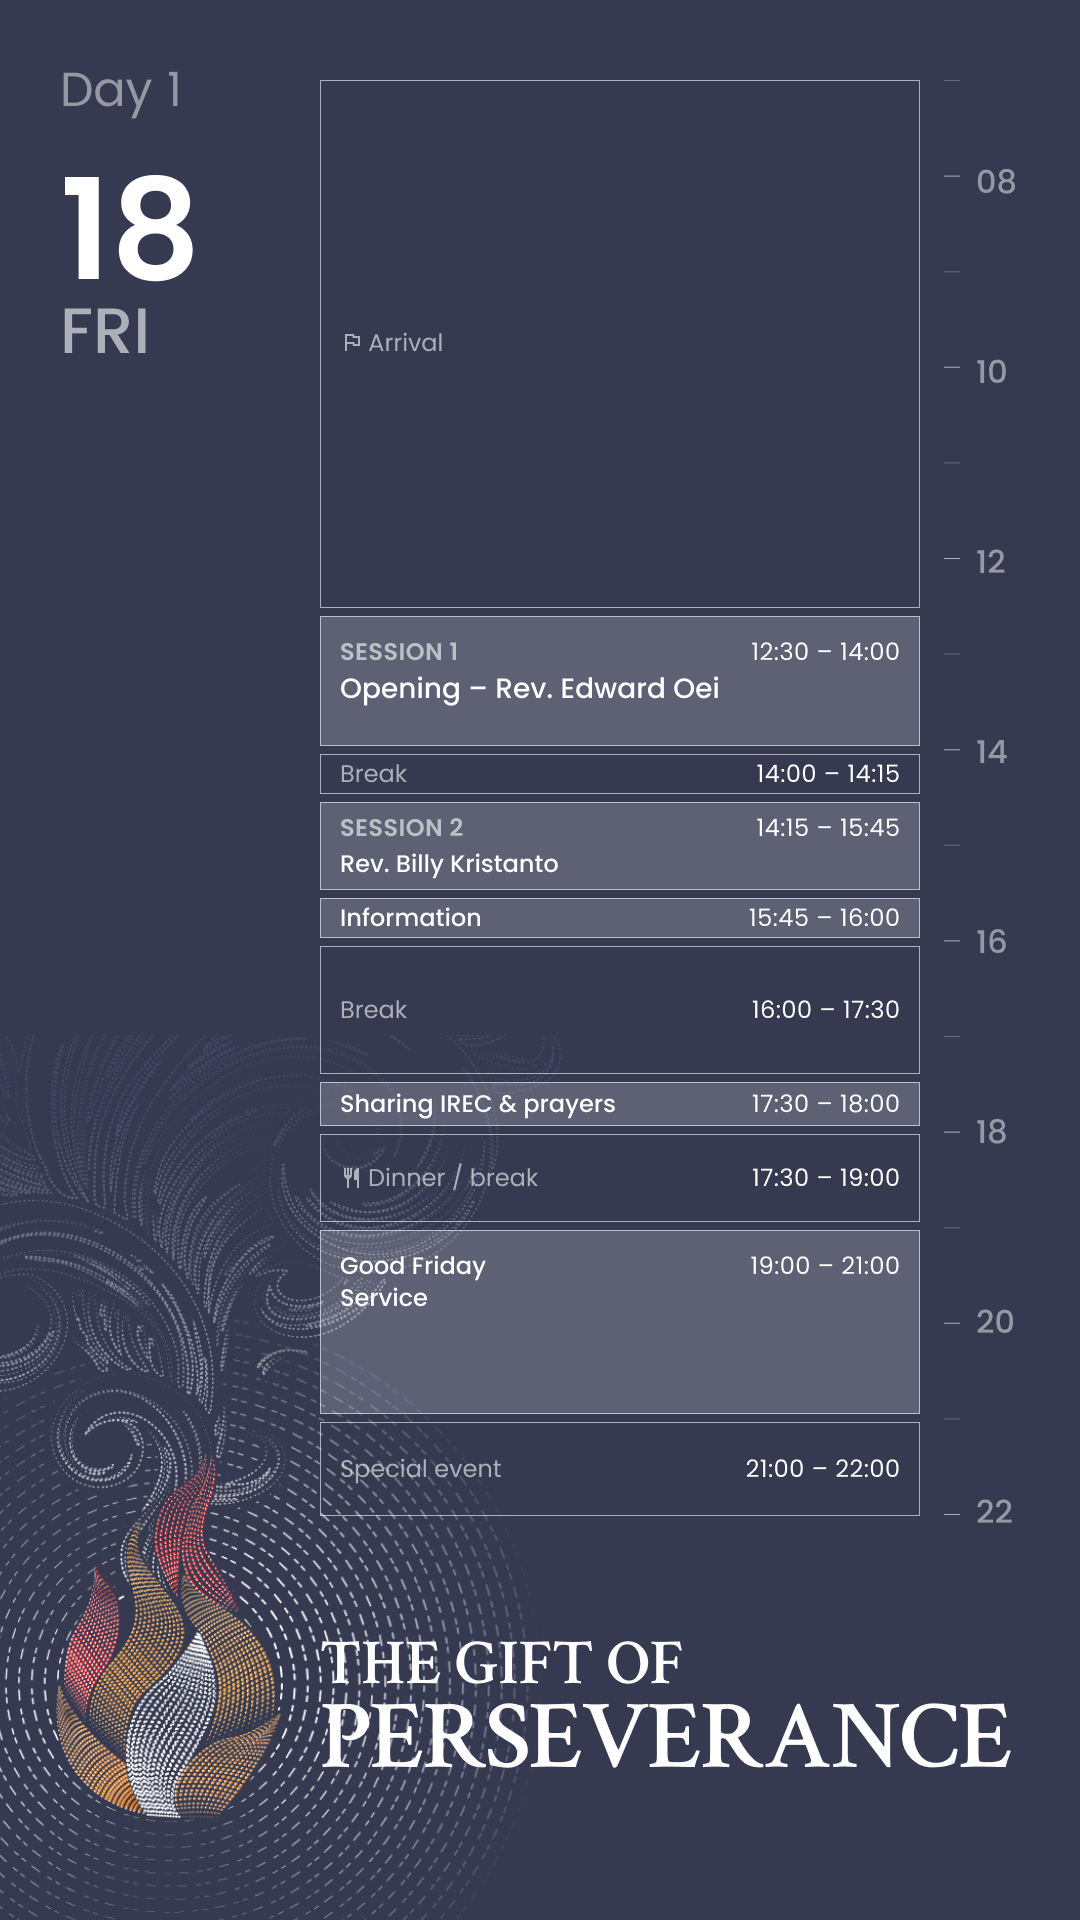 Day 1
18
FRI
Arrival
SESSION 1 12:30 – 14:00
Opening – Rev. Edward Oei
Break 14:00 – 14:15
SESSION 2 14:15 – 15:45
Rev. Billy Kristanto
Information 15:45 – 16:00
Break 16:00 – 17:30
Sharing IREC & prayers 17:30 – 18:00
Dinner / break 17:30 – 19:00
Good Friday 19:00 – 21:00
Service
Special event 21:00 – 22:00
08
10
12
14
16
18
20
22
THE GIFT OF
PERSEVERANCE